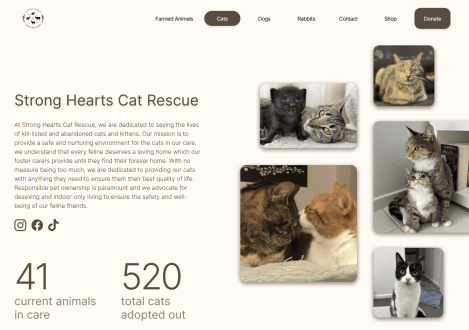 Farmed Animals
Cats
Dogs
Rabbits
Contact
Shop
Donate
Strong Hearts Cat Rescue
At Strong Hearts Cat Rescue, we are dedicated to saving the lives
of kill-listed and abandoned cats and kittens. Our mission is to
provide a safe and nurturing environment for the cats in our care,
we understand that every feline deserves a loving home which our
foster carers provide until they find their forever home. With no
measure being too much, we are dedicated to providing our cats
with anything they need to ensure them their best quality of life.
Responsible pet ownership is paramount and we advocate for
desexing and indoor-only living to ensure the safety and well-
being of our feline friends.
41
current animals
in care
520
total cats
adopted out